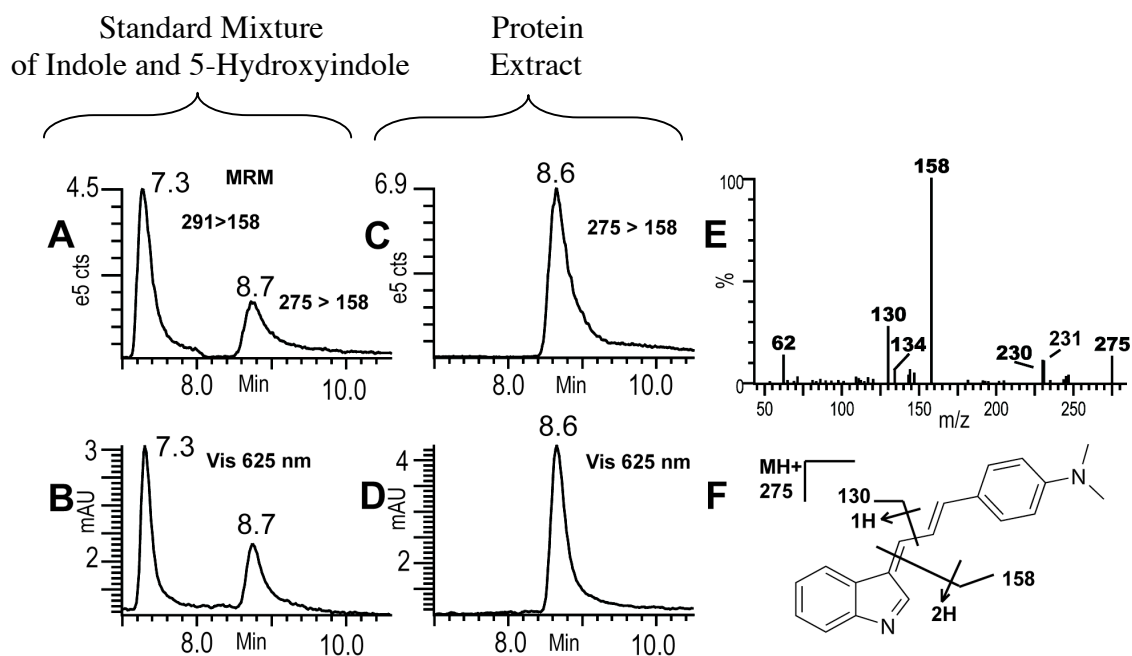 Standard Mixture
of Indole and 5-Hydroxyindole
Protein
Extract
A
e5 cts
4.5
7.3
MRM
291>158
8.7
275 > 158
8.0
Min
10.0
C
e5 cts
6.9
8.6
275 > 158
8.0
Min
10.0
E
%
100
0
158
130
134
62
230
231
275
50
100
150
200
250
m/z
B
mAU
3
2
7.3
Vis 625 nm
8.7
8.0
Min
10.0
D
mAU
4
2
8.6
Vis 625 nm
8.0
Min
10.0
F
MH+
275
130
1H
158
2H
N
N